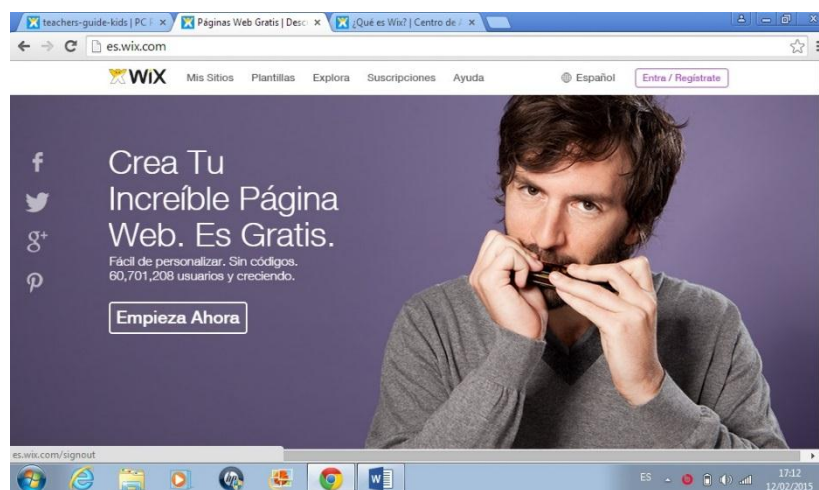 teachers-guide-kids | PC
Páginas Web Gratis | Desc
¿Qué es Wix? | Centro de
es.wix.com
WiX
Mis Sitios
Plantillas
Explora
Suscripciones
Ayuda
Español
Entra / Regístrate
Crea Tu
Increíble Página
Web. Es Gratis.
Fácil de personalizar. Sin códigos.
60,701,208 usuarios y creciendo.
Empieza Ahora
es.wix.com/signout
ES
17:12
12/02/2015